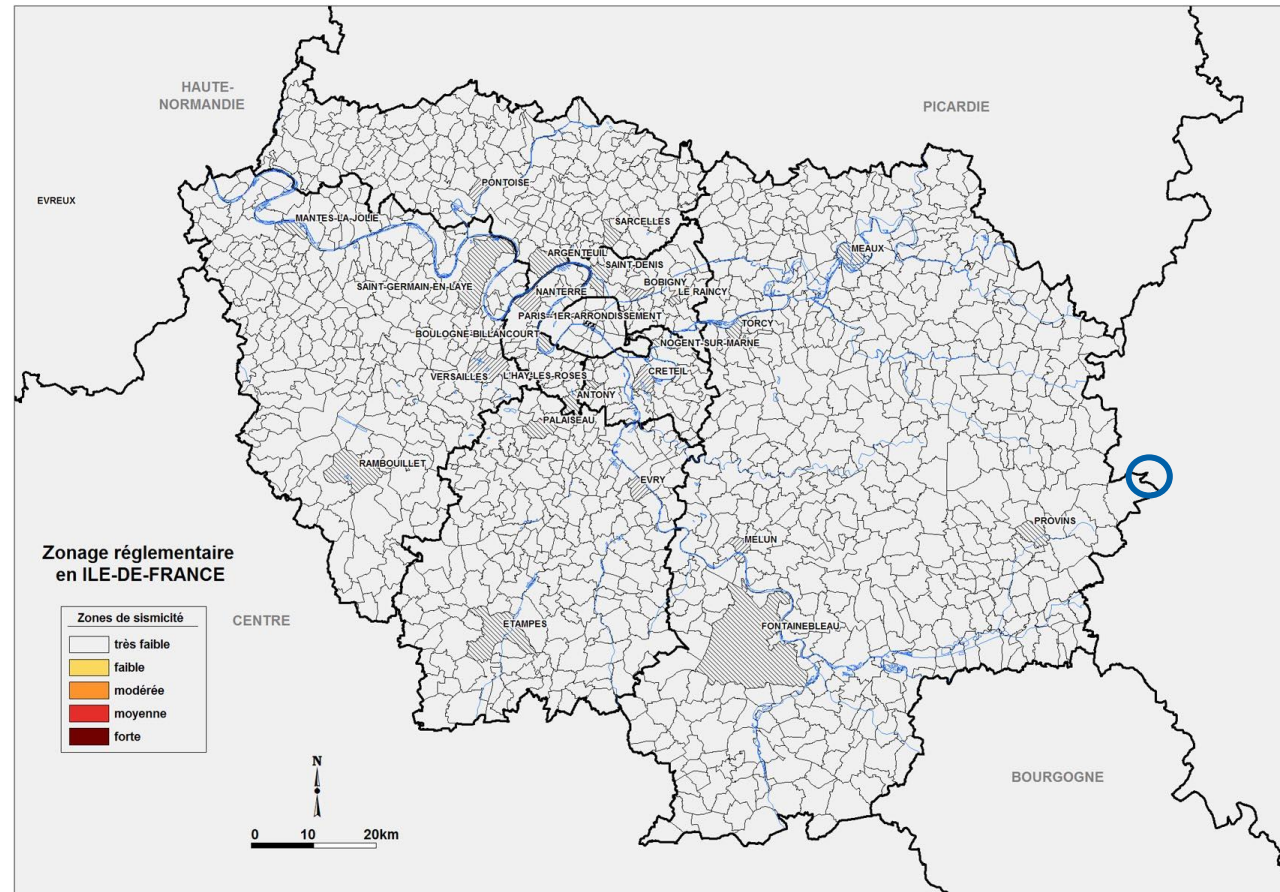 HAUTE-
NORMANDIE
PICARDIE
EVREUX
PONTOISE
MANTES-LA-JOLIE
SARCELLES
ARGENTEUIL
SAINT-DENIS
MEAUX
SAINT-GERMAIN-EN-LAYE
NANTERRE
BOBIGNY
LE RAINCY
PARIS--1ER-ARRONDISSEMENT
TORCY
BOULOGNE-BILLANCOURT
NOGENT-SUR-MARNE
VERSAILLES
L'HAY-LES-ROSES
CRETEIL
ANTONY
PALAISEAU
RAMBOUILLET
EVRY
PROVINS
MELUN
Zonage réglementaire
en ILE-DE-FRANCE
Zones de sismicité
très faible
faible
modérée
moyenne
forte
CENTRE
ETAMPES
FONTAINEBLEAU
BOURGOGNE
N
0 10 20km